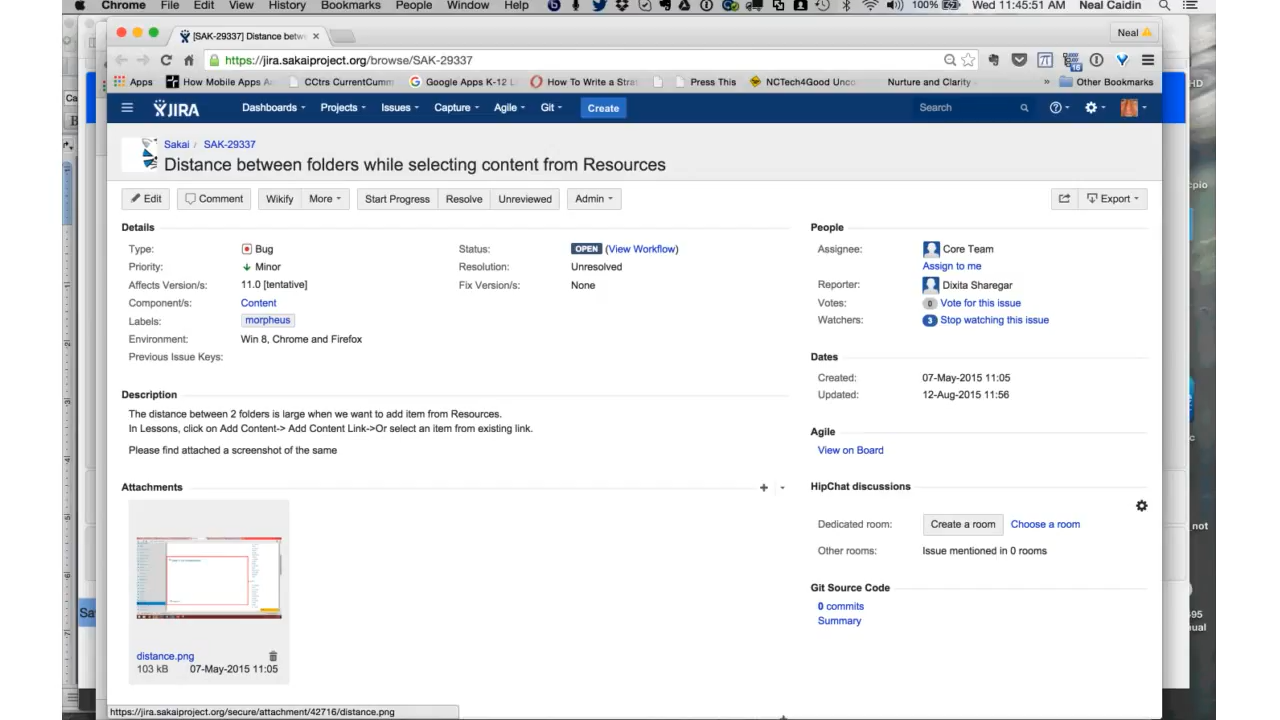 Chrome File Edit View History Bookmarks People Window Help 100% Wed 11:45:51 AM Neal Caidin
[SAK-29337] Distance betw
Neal
https://jira.sakaiproject.org/browse/SAK-29337
Apps How Mobile Apps CCtrs CurrentCumm Google Apps K-12 How To Write a Strat Press This NCTech4Good Unco Nurture and Clarity » Other Bookmarks
JIRA Dashboards Projects Issues Capture Agile Git Create Search
Sakai / SAK-29337
Distance between folders while selecting content from Resources
Edit Comment Wikify More Start Progress Resolve Unreviewed Admin Export
Details
Type: Bug
Status: OPEN (View Workflow)
Priority: Minor
Resolution: Unresolved
Affects Version/s: 11.0 [tentative]
Fix Version/s: None
Component/s: Content
Labels: morpheus
Environment: Win 8, Chrome and Firefox
Previous Issue Keys:
Description
The distance between 2 folders is large when we want to add item from Resources.
In Lessons, click on Add Content-> Add Content Link->Or select an item from existing link.
Please find attached a screenshot of the same
Attachments
distance.png
103 kB 07-May-2015 11:05
People
Assignee: Core Team
Assign to me
Reporter: Dixita Sharegar
Votes: 0 Vote for this issue
Watchers: 3 Stop watching this issue
Dates
Created: 07-May-2015 11:05
Updated: 12-Aug-2015 11:56
Agile
View on Board
HipChat discussions
Dedicated room: Create a room Choose a room
Other rooms: Issue mentioned in 0 rooms
Git Source Code
0 commits
Summary
https://jira.sakaiproject.org/secure/attachment/42716/distance.png